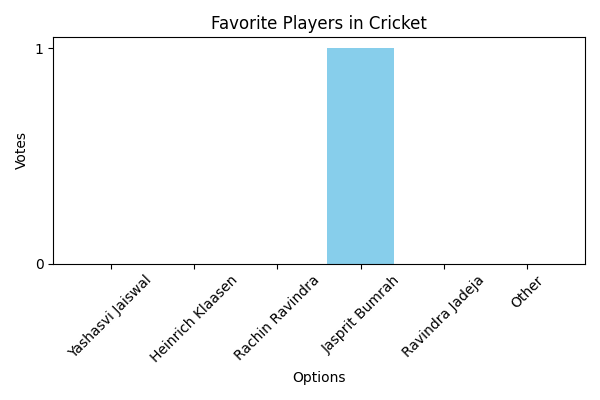 Favorite Players in Cricket
Votes
1
0
Yashasvi Jaiswal
Heinrich Klaasen
Rachin Ravindra
Jasprit Bumrah
Ravindra Jadeja
Other
Options